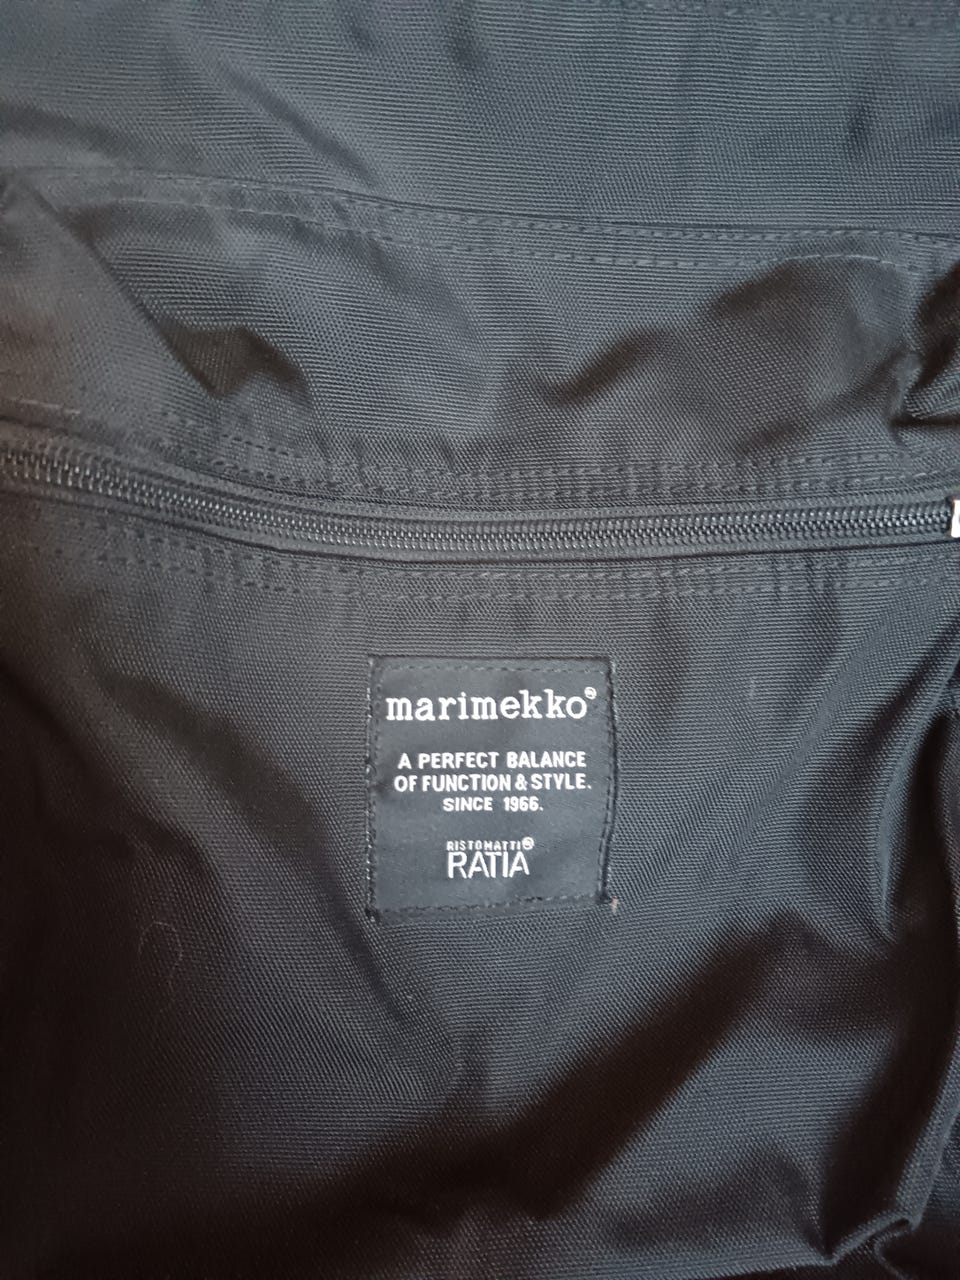 marimekko®
A PERFECT BALANCE
OF FUNCTION & STYLE.
SINCE 1966.
RISTOMATTI®
RATIA